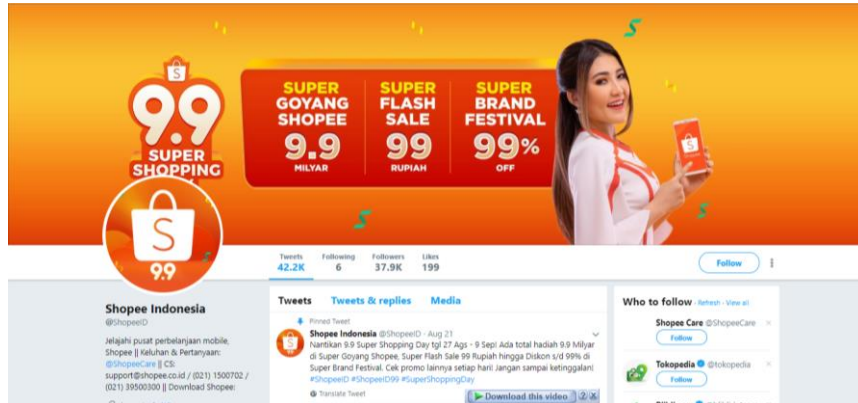 S
9.9
SUPER
SHOPPING
SUPER
GOYANG
SHOPEE
9.9
MILYAR
SUPER
FLASH
SALE
99
RUPIAH
SUPER
BRAND
FESTIVAL
99%
OFF
S
S
9.9
Tweets Following Followers Likes
42.2K 6 37.9K 199
Follow
Shopee Indonesia
@ShopeeID
Jelajahi pusat perbelanjaan mobile,
Shopee || Keluhan & Pertanyaan:
@ShopeeCare || CS:
support@shopee.co.id / (021) 1500702 /
(021) 39500300 || Download Shopee:
Tweets Tweets & replies Media
Pinned Tweet
Shopee Indonesia @ShopeeID · Aug 21
Nantikan 9.9 Super Shopping Day tgl 27 Ags - 9 Sep! Ada total hadiah 9.9 Milyar
di Super Goyang Shopee, Super Flash Sale 99 Rupiah hingga Diskon s/d 99% di
Super Brand Festival. Cek promo lainnya setiap hari! Jangan sampai ketinggalan!
#ShopeeID #ShopeeID99 #SuperShoppingDay
Translate Tweet
Download this video ? X
Who to follow · Refresh · View all
Shopee Care @ShopeeCare ×
Follow
Tokopedia @tokopedia ×
Follow